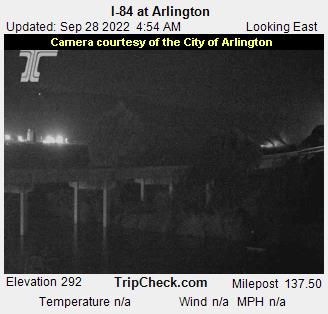 I-84 at Arlington
Updated: Sep 28 2022 4:54 AM Looking East
Camera courtesy of the City of Arlington
Elevation 292 TripCheck.com Milepost 137.50
Temperature n/a Wind n/a MPH n/a